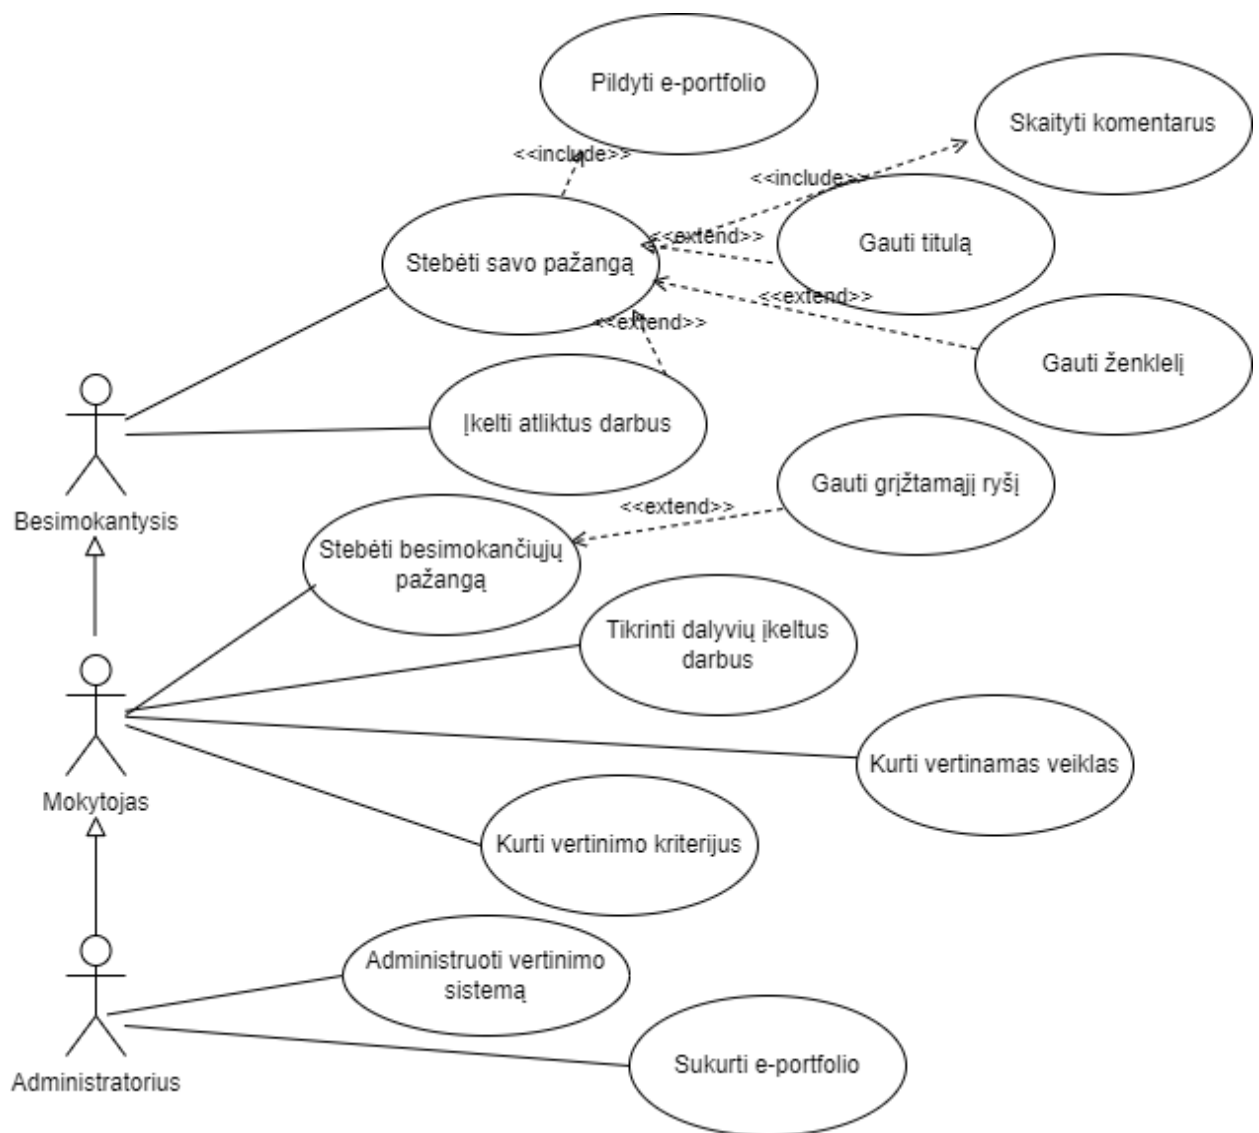 Pildyti e-portfolio
Skaityti komentarus
<<include>>
<<include>>
<<extend>>
Gauti titulą
Stebėti savo pažangą
<<extend>>
<<extend>>
Gauti ženklelį
Įkelti atliktus darbus
Gauti grįžtamąjį ryšį
<<extend>>
Besimokantysis
Stebėti besimokančiųjų
pažangą
Tikrinti dalyvių įkeltus
darbus
Kurti vertinamas veiklas
Mokytojas
Kurti vertinimo kriterijus
Administruoti vertinimo
sistemą
Sukurti e-portfolio
Administratorius